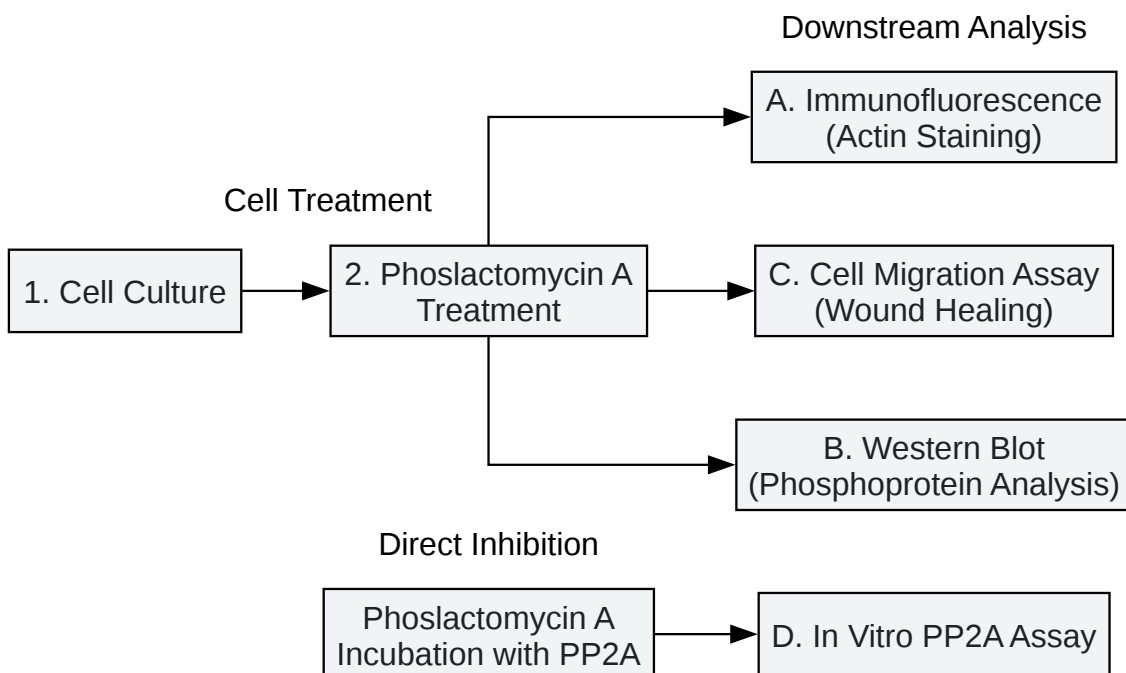 Downstream Analysis
A. Immunofluorescence
(Actin Staining)
Cell Treatment
1. Cell Culture
2. Phoslactomycin A
Treatment
C. Cell Migration Assay
(Wound Healing)
B. Western Blot
(Phosphoprotein Analysis)
Direct Inhibition
Phoslactomycin A
Incubation with PP2A
D. In Vitro PP2A Assay